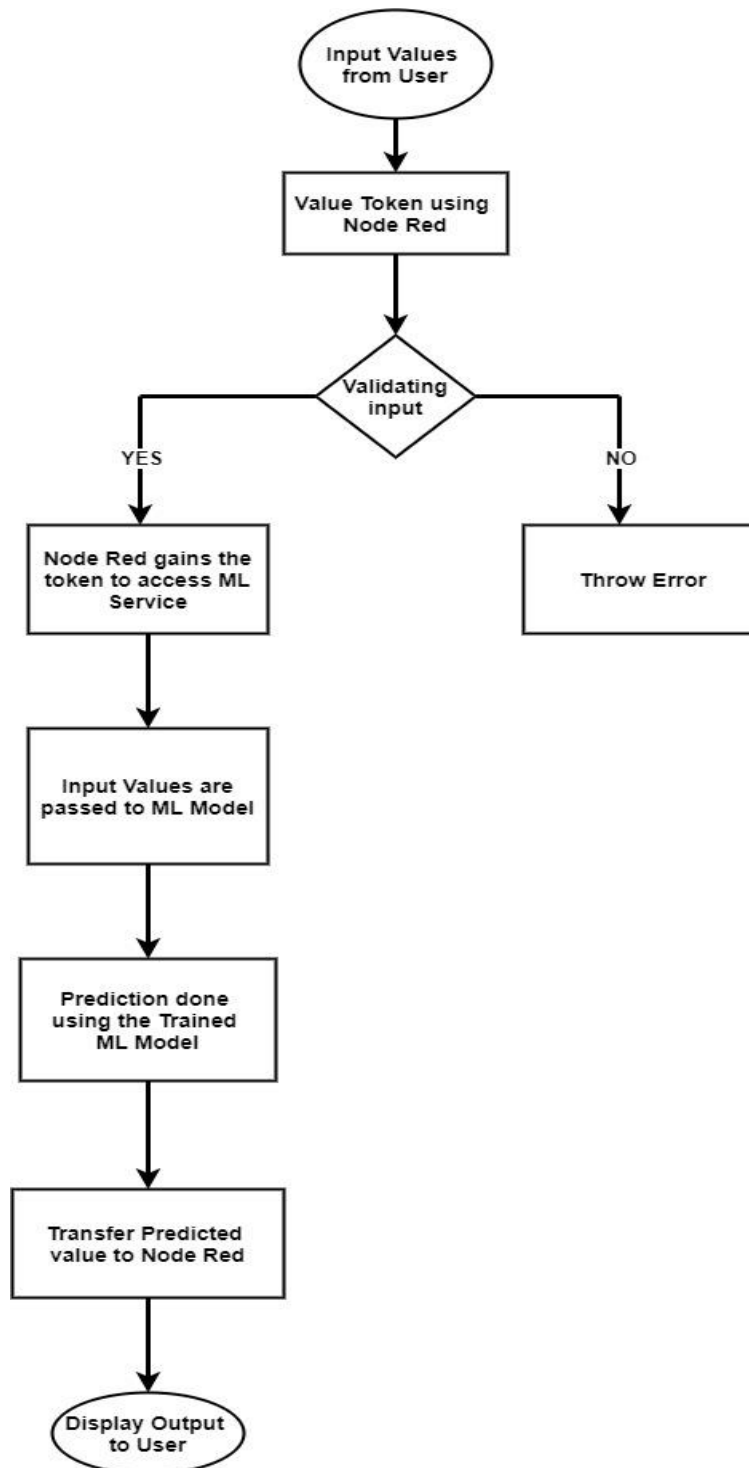 Input Values
from User
Value Token using
Node Red
Validating
input
YES
NO
Node Red gains the
token to access ML
Service
Throw Error
Input Values are
passed to ML Model
Prediction done
using the Trained
ML Model
Transfer Predicted
value to Node Red
Display Output
to User